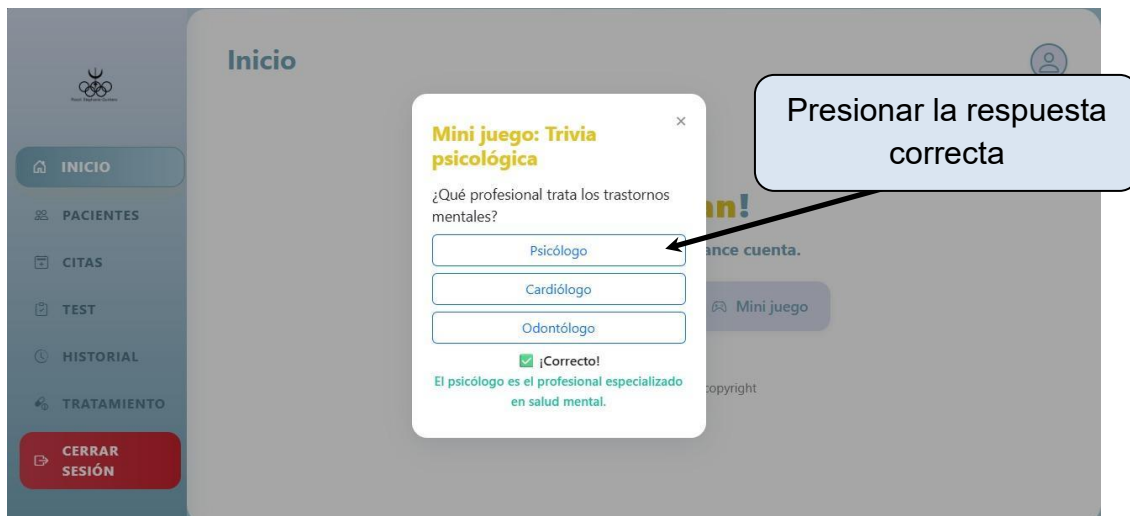 Inicio
Presionar la respuesta
correcta
Mini juego: Trivia
psicológica
×
¿Qué profesional trata los trastornos
mentales?
Psicólogo
Cardiólogo
Odontólogo
✅ ¡Correcto!
El psicólogo es el profesional especializado
en salud mental.
INICIO
PACIENTES
CITAS
TEST
HISTORIAL
TRATAMIENTO
CERRAR
SESIÓN
an!
ance cuenta.
Mini juego
copyright